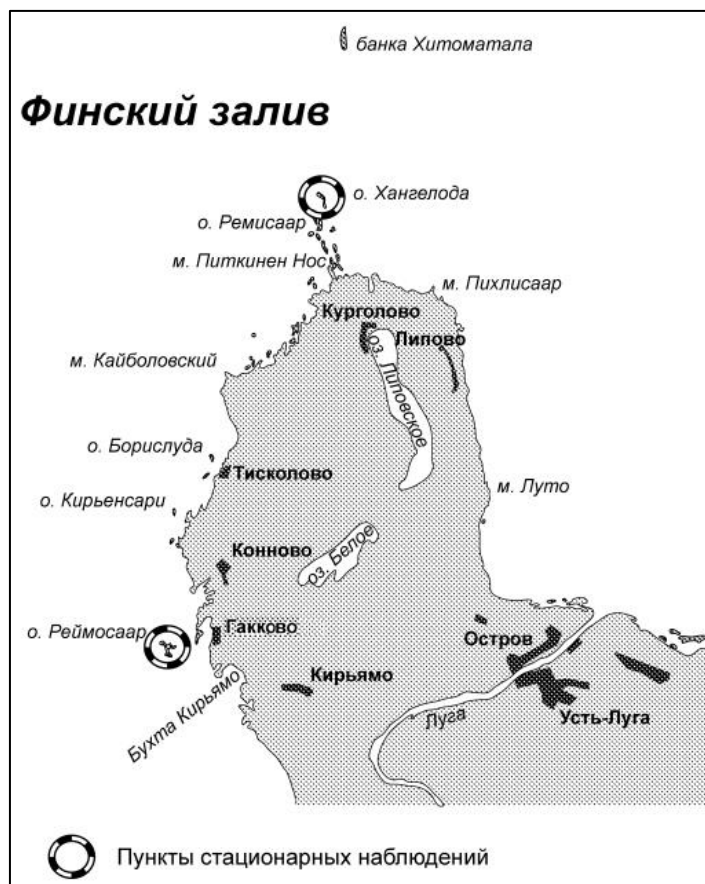 банка Хитоматала
Финский залив
о. Хангелода
о. Ремисаар
м. Питкинен Нос
м. Пихлисаар
Курголово
Липово
оз. Липовское
м. Кайболовский
о. Борислуда
Тисколово
м. Луто
о. Кирьенсари
Конново
оз. Белое
о. Реймосаар
Гакково
Остров
Кирьямо
Бухта Кирьямо
Луга
Усть-Луга
Пункты стационарных наблюдений